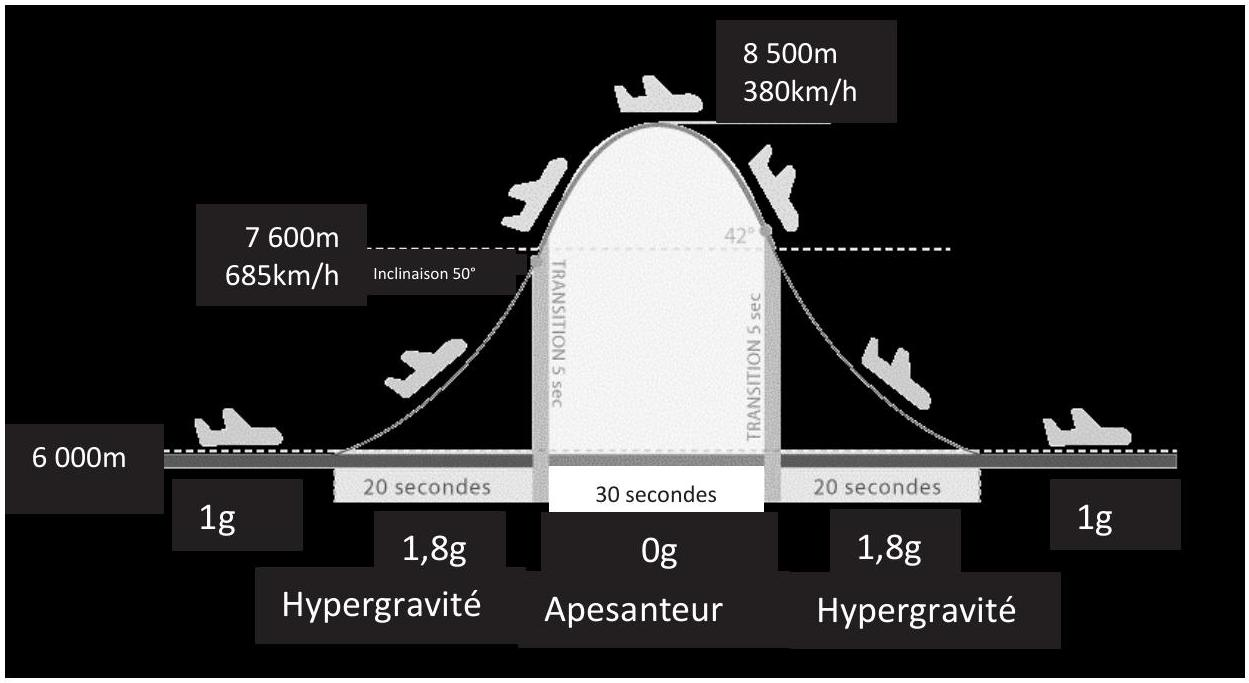 8 500m
380km/h
7 600m
685km/h
Inclinaison 50°
42°
TRANSITION 5 sec
TRANSITION 5 sec
6 000m
20 secondes
30 secondes
20 secondes
1g
1,8g
0g
1,8g
1g
Hypergravité
Apesanteur
Hypergravité